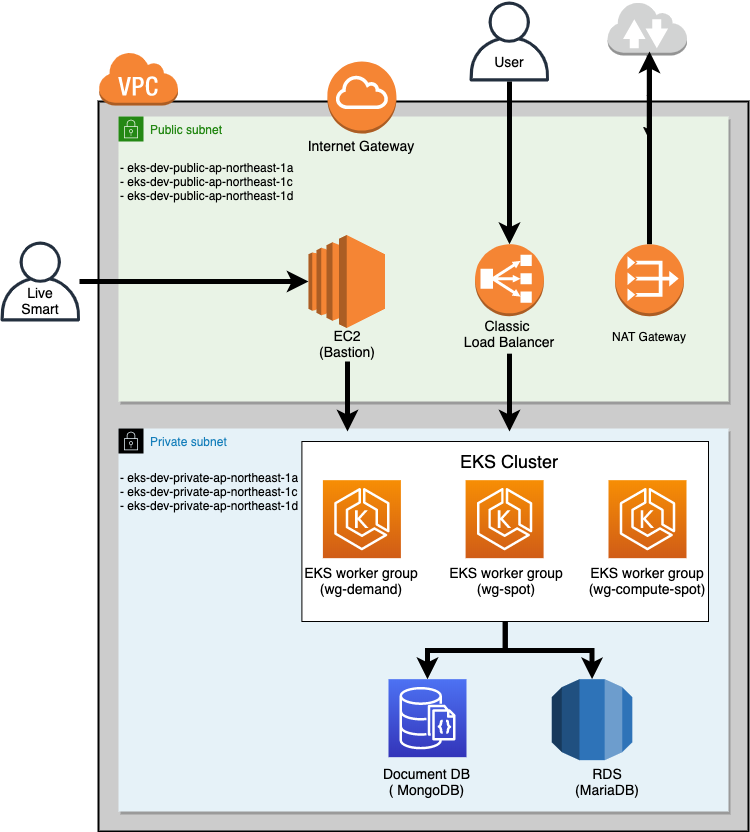 User
VPC
Public subnet
Internet Gateway
- eks-dev-public-ap-northeast-1a
- eks-dev-public-ap-northeast-1c
- eks-dev-public-ap-northeast-1d
Live
Smart
EC2
(Bastion)
Classic
Load Balancer
NAT Gateway
Private subnet
- eks-dev-private-ap-northeast-1a
- eks-dev-private-ap-northeast-1c
- eks-dev-private-ap-northeast-1d
EKS Cluster
K
K
K
EKS worker group
(wg-demand)
EKS worker group
(wg-spot)
EKS worker group
(wg-compute-spot)
Document DB
( MongoDB)
RDS
(MariaDB)